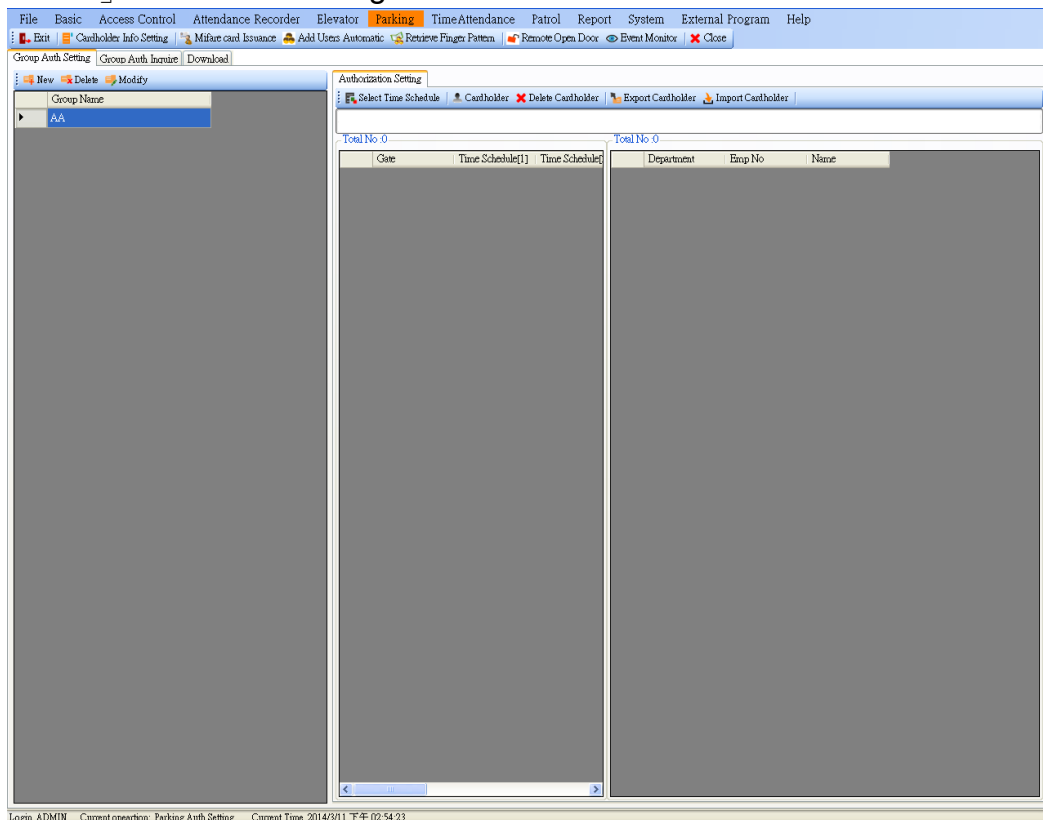 File Basic Access Control Attendance Recorder Elevator Parking TimeAttendance Patrol Report System External Program Help
Exit Cardholder Info Setting Mifare card Issuance Add Users Automatic Retrieve Finger Pattern Remote Open Door Event Monitor Close
Group Auth Setting Group Auth Inquire Download
New Delete Modify
Group Name
AA
Authorization Setting
Select Time Schedule Cardholder Delete Cardholder Export Cardholder Import Cardholder
Total No :0
Gate Time Schedule[1] Time Schedule[
Total No :0
Department Emp No Name
Login ADMIN Current opeartion: Parking Auth Setting Current Time 2014/3/11 下午 02:54:23